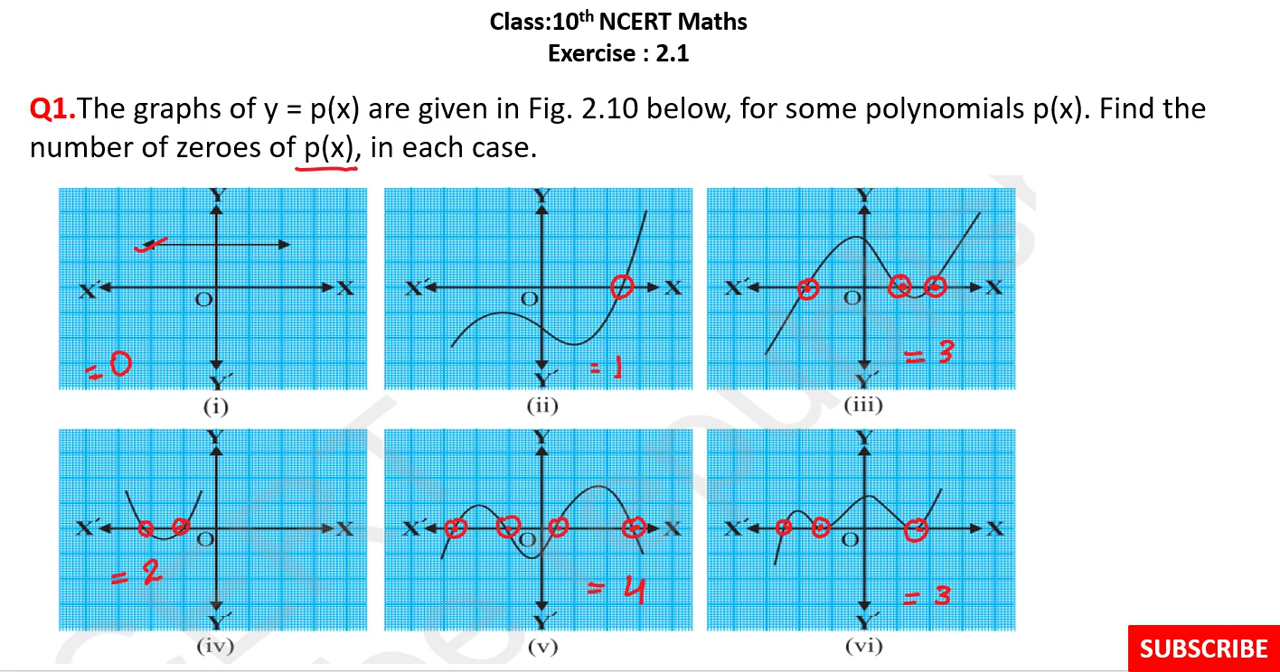 Class:10th NCERT Maths
Exercise : 2.1
Q1.The graphs of y = p(x) are given in Fig. 2.10 below, for some polynomials p(x). Find the
number of zeroes of p(x), in each case.
Y Y Y
X′ O X X′ O X X′ O X
= 0 = 1 = 3
Y′ Y′ Y′
(i) (ii) (iii)
Y Y Y
X′ O X X′ O X X′ O X
= 2 = 4 = 3
Y′ Y′ Y′
(iv) (v) (vi)
SUBSCRIBE